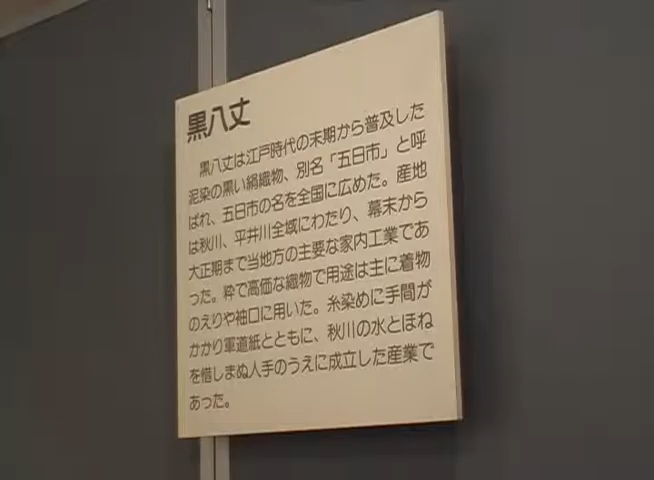 黒八丈
黒八丈は江戸時代の末期から普及した
泥染の黒い絹織物、別名「五日市」と呼
ばれ、五日市の名を全国に広めた。産地
は秋川、平井川全域にわたり、幕末から
大正期まで当地方の主要な家内工業であ
った。粋で高価な織物で用途は主に着物
のえりや袖口に用いた。糸染めに手間が
かかり軍道紙とともに、秋川の水とほね
を惜しまぬ人手のうえに成立した産業で
あった。